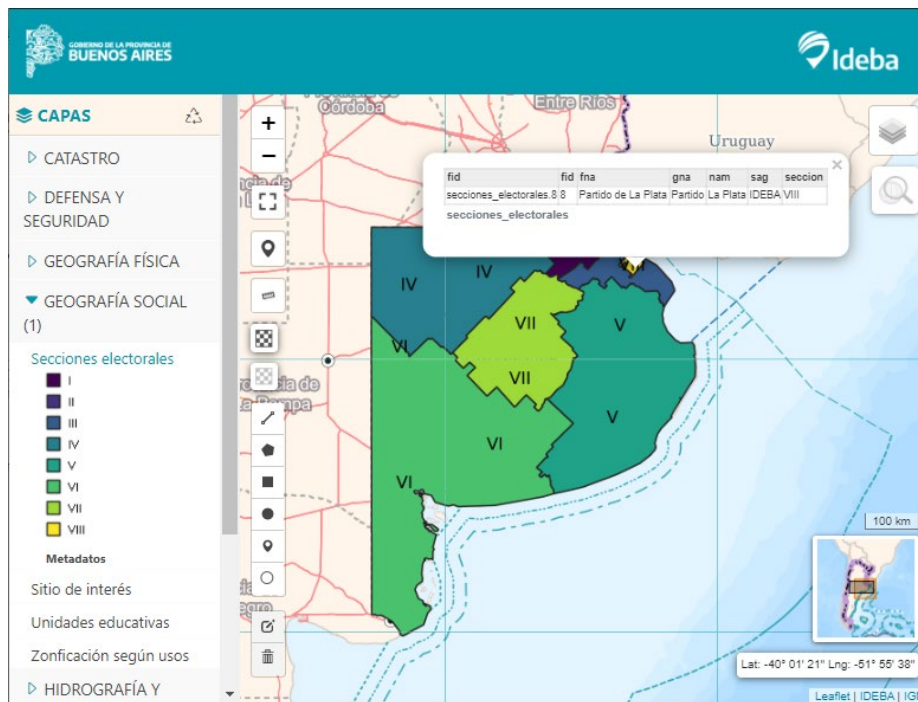 GOBIERNO DE LA PROVINCIA DE
BUENOS AIRES
Ideba
CAPAS
CATASTRO
DEFENSA Y
SEGURIDAD
GEOGRAFÍA FÍSICA
GEOGRAFÍA SOCIAL
(1)
Secciones electorales
I
II
III
IV
V
VI
VII
VIII
Metadatos
Sitio de interés
Unidades educativas
Zonficación según usos
HIDROGRAFÍA Y
+
−
Córdoba
Entre Ríos
Uruguay
×
fid fid fna gna nam sag seccion
secciones_electorales.8 8 Partido de La Plata Partido La Plata IDEBA VIII
secciones_electorales
IV
IV
VII
V
VI
VII
V
VI
VI
100 km
Lat: -40° 01' 21" Lng: -51° 55' 38"
Leaflet | IDEBA |